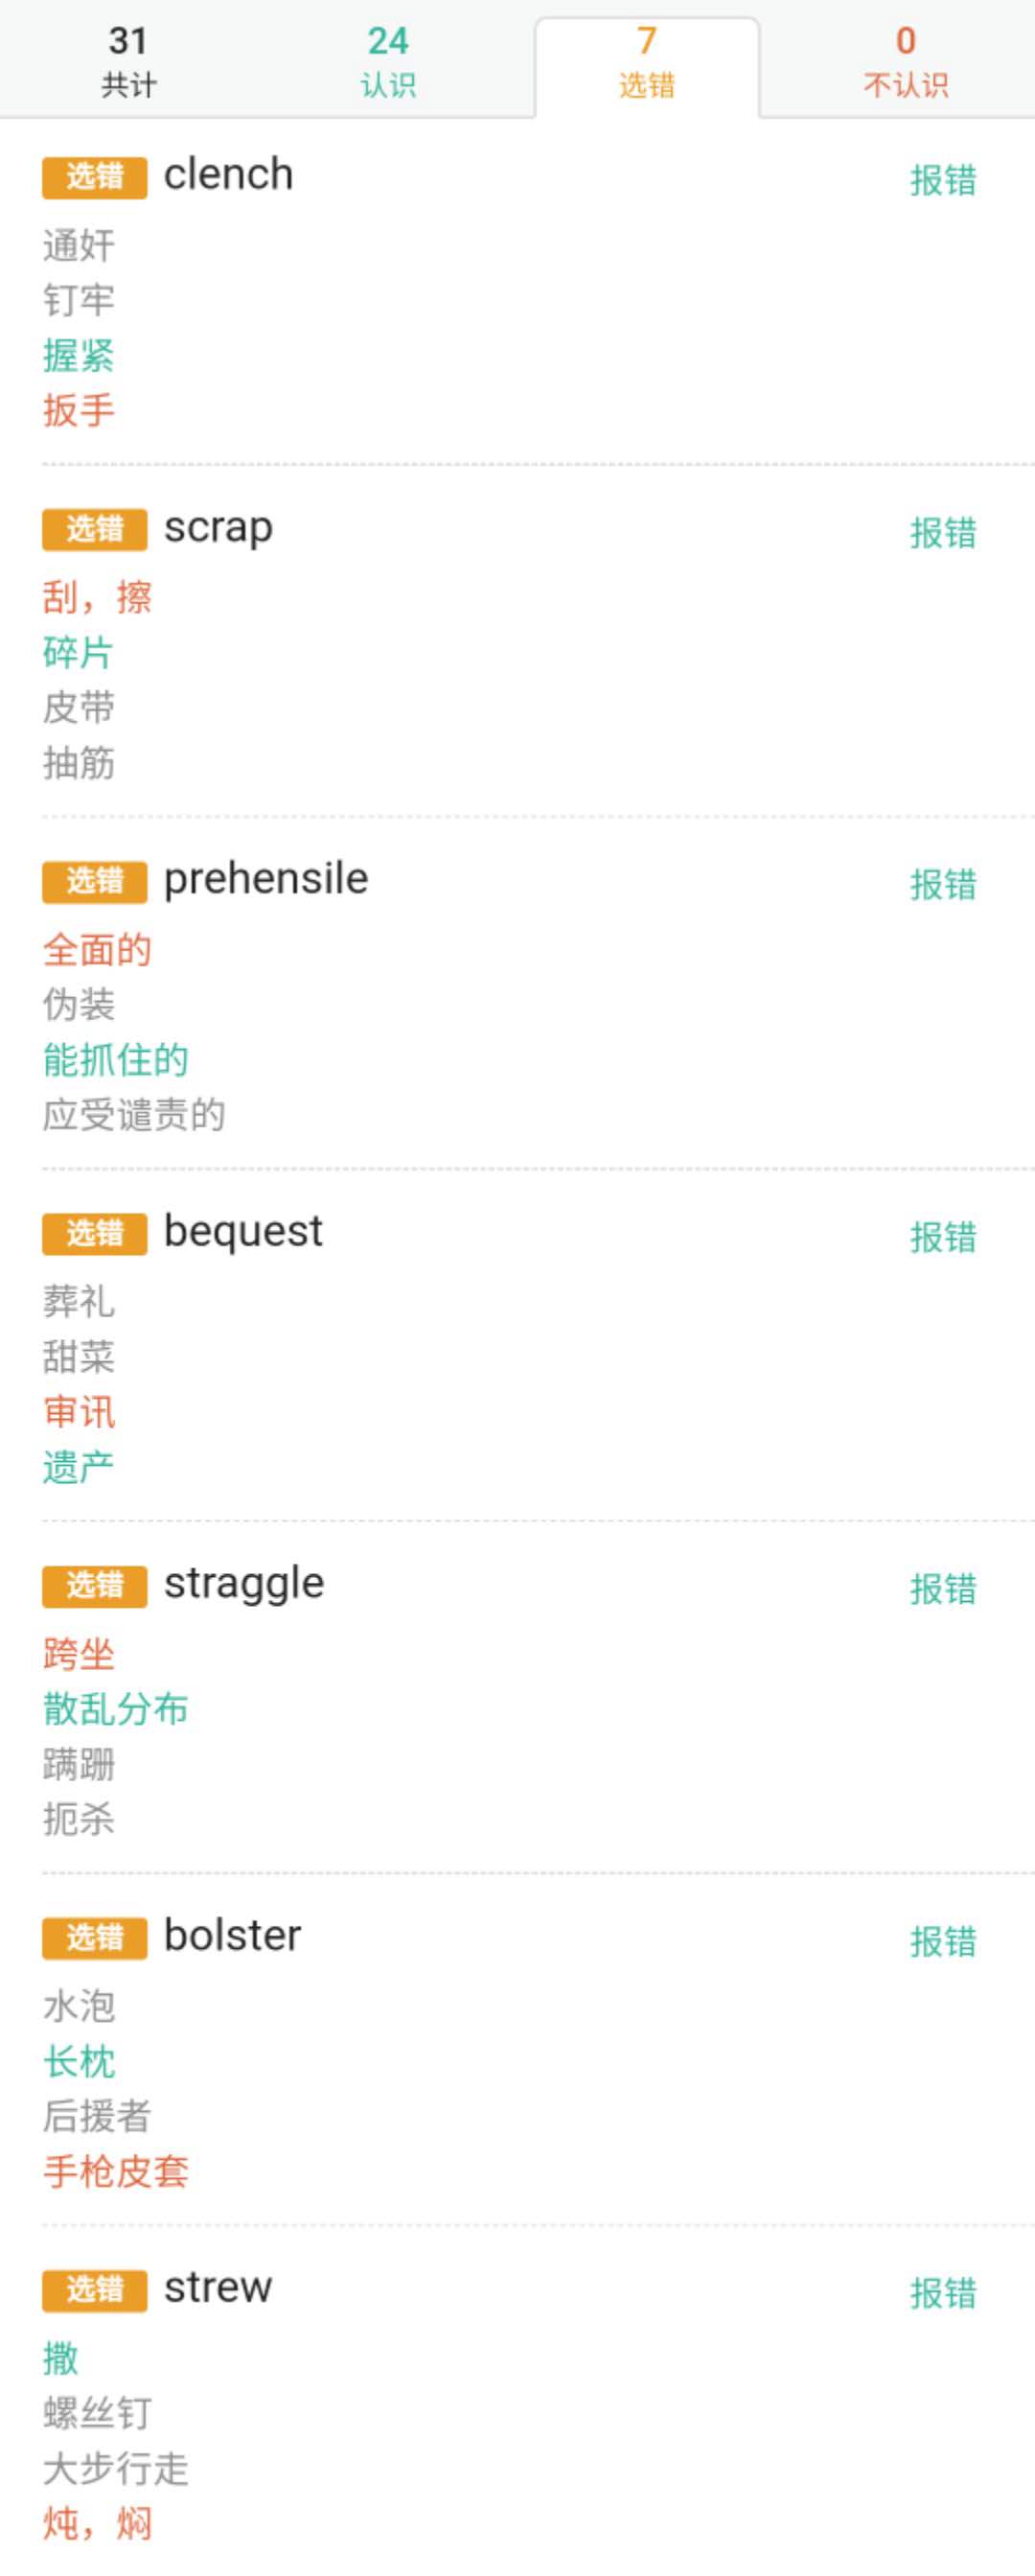 31 24 7 0
共计 认识 选错 不认识
选错 clench 报错
通奸
钉牢
握紧
扳手
选错 scrap 报错
刮，擦
碎片
皮带
抽筋
选错 prehensile 报错
全面的
伪装
能抓住的
应受谴责的
选错 bequest 报错
葬礼
甜菜
审讯
遗产
选错 straggle 报错
跨坐
散乱分布
蹒跚
扼杀
选错 bolster 报错
水泡
长枕
后援者
手枪皮套
选错 strew 报错
撒
螺丝钉
大步行走
炖，焖